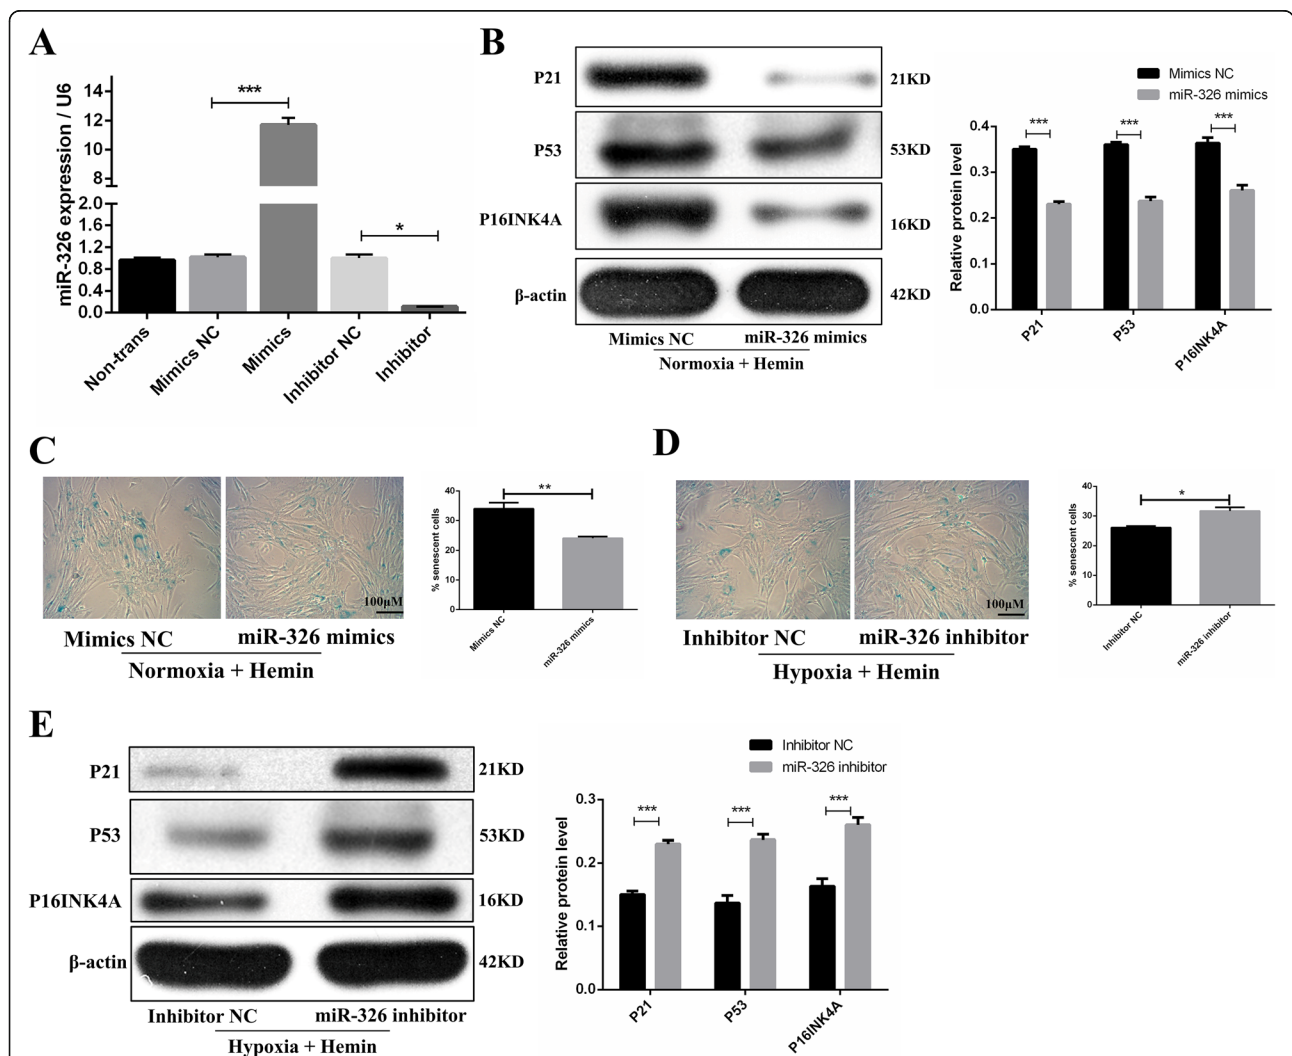 A
miR-326 expression / U6
14
12
10
8
2.0
1.6
1.2
0.8
0.4
0.0
***
*
Non-trans
Mimics NC
Mimics
Inhibitor NC
Inhibitor
B
P21
21KD
P53
53KD
P16INK4A
16KD
β-actin
42KD
Mimics NC
miR-326 mimics
Normoxia + Hemin
Mimics NC
miR-326 mimics
Relative protein level
0.4
0.3
0.2
0.1
0.0
***
***
***
P21
P53
P16INK4A
C
100μM
Mimics NC
miR-326 mimics
Normoxia + Hemin
% senescent cells
50
40
30
20
10
0
**
Mimics NC
miR-326 mimics
D
100μM
Inhibitor NC
miR-326 inhibitor
Hypoxia + Hemin
% senescent cells
40
30
20
10
0
*
Inhibitor NC
miR-326 inhibitor
E
P21
21KD
P53
53KD
P16INK4A
16KD
β-actin
42KD
Inhibitor NC
miR-326 inhibitor
Hypoxia + Hemin
Inhibitor NC
miR-326 inhibitor
Relative protein level
0.3
0.2
0.1
0.0
***
***
***
P21
P53
P16INK4A